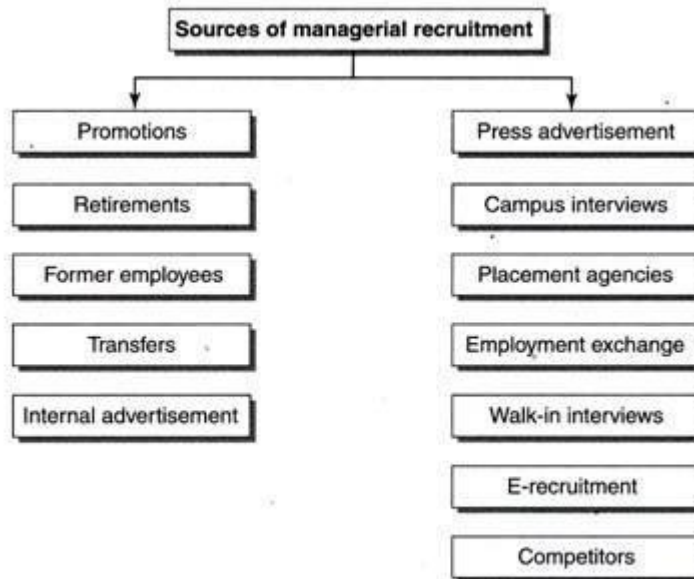 Sources of managerial recruitment
Promotions
Retirements
Former employees
Transfers
Internal advertisement
Press advertisement
Campus interviews
Placement agencies
Employment exchange
Walk-in interviews
E-recruitment
Competitors